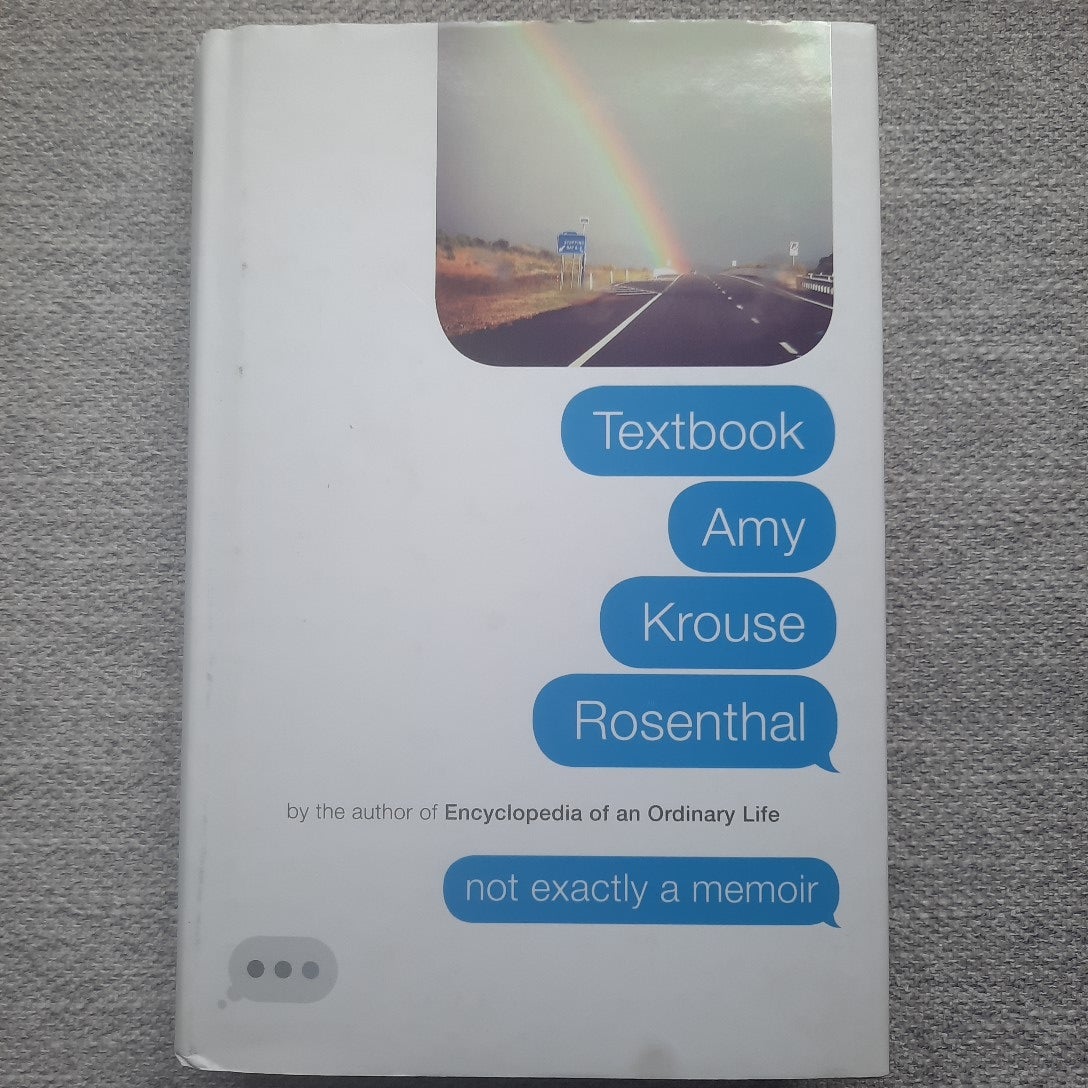 Textbook
Amy
Krouse
Rosenthal
by the author of Encyclopedia of an Ordinary Life
not exactly a memoir